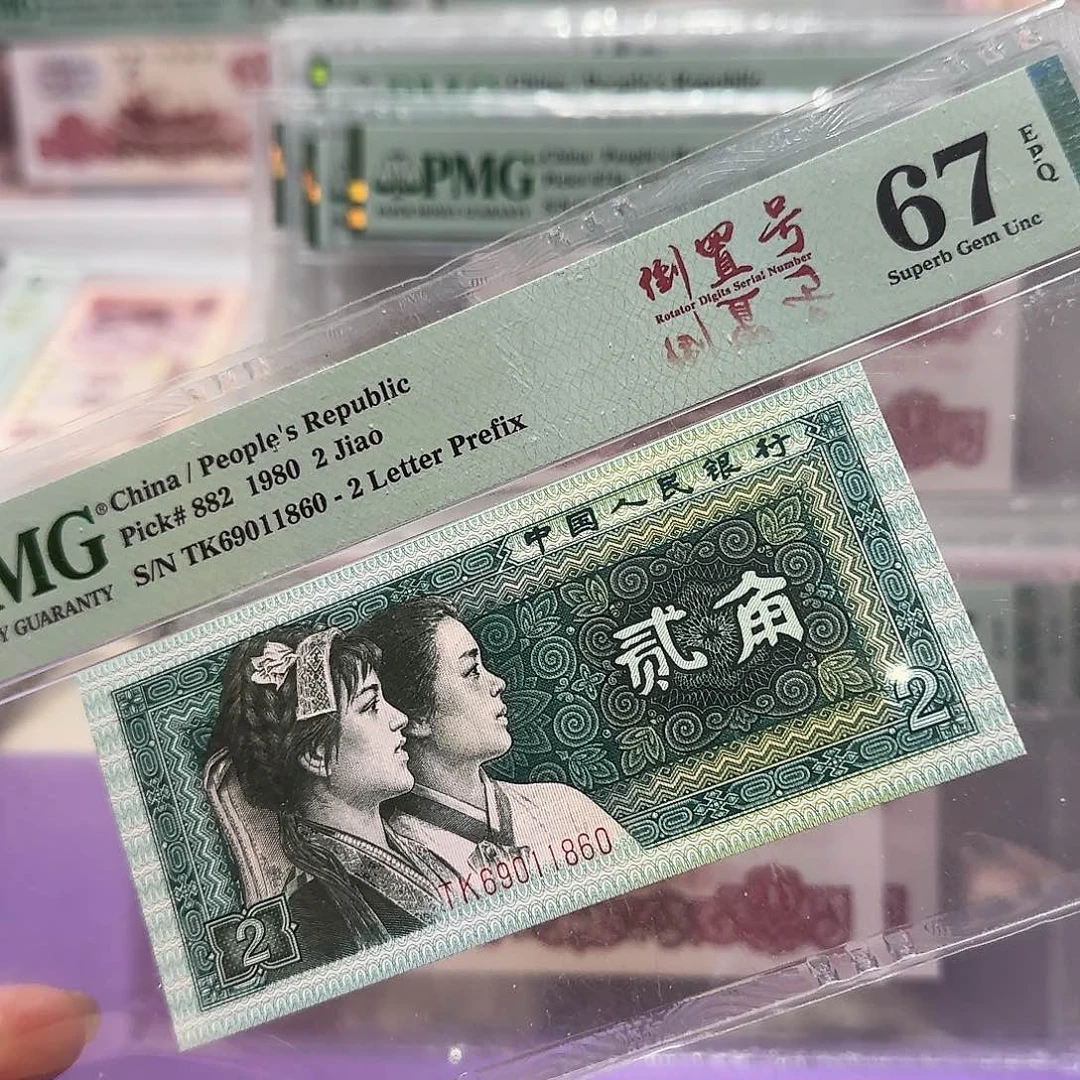 PMG
67
EPQ
Superb Gem Unc
倒置号
Rotator Digits Serial Number
MG®
Y GUARANTY
China / People's Republic
Pick# 882 1980 2 Jiao
S/N TK69011860 - 2 Letter Prefix
中国人民银行
贰角
2
TK69011860
2